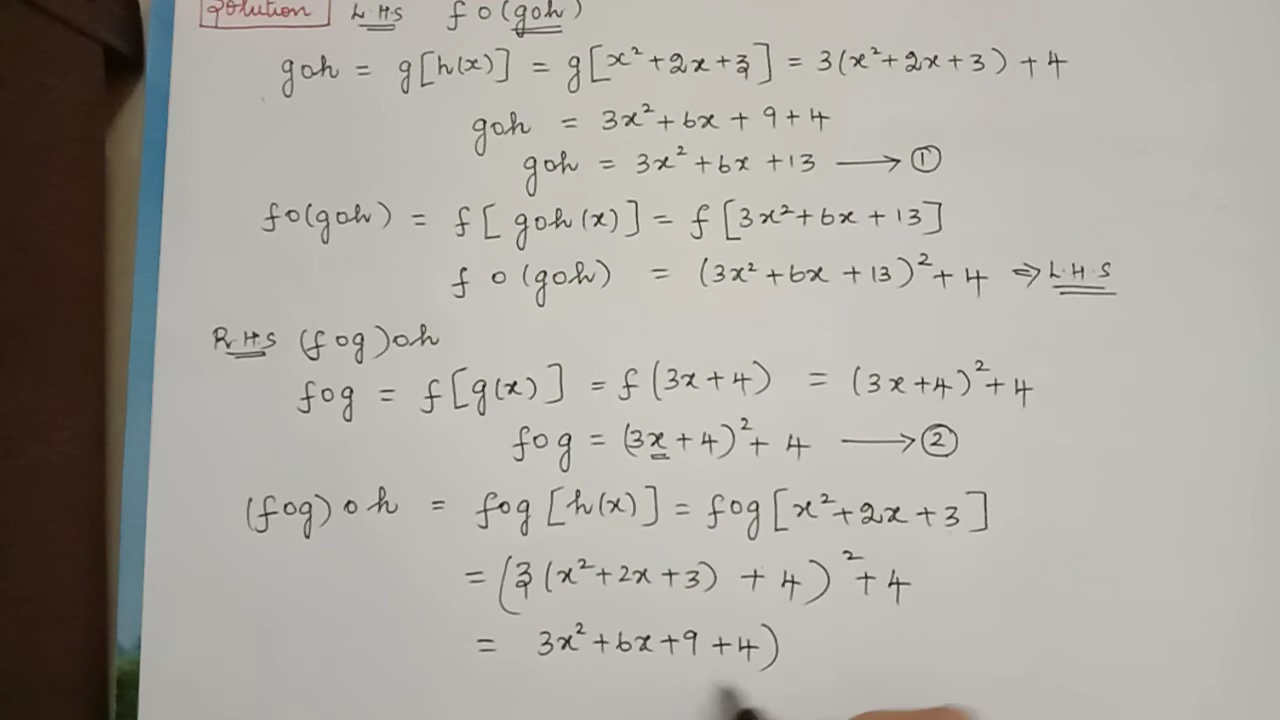 Solution L.H.S fo(goh)
goh = g[h(x)] = g[x²+2x+3] = 3(x²+2x+3)+4
goh = 3x²+6x+9+4
goh = 3x²+6x+13 → ①
fo(goh) = f[goh(x)] = f[3x²+6x+13]
fo(goh) = (3x²+6x+13)²+4 ⇒ L.H.S
R.H.S (fog)oh
fog = f[g(x)] = f(3x+4) = (3x+4)²+4
fog = (3x+4)²+4 → ②
(fog)oh = fog[h(x)] = fog[x²+2x+3]
= (3(x²+2x+3)+4)²+4
= 3x²+6x+9+4)